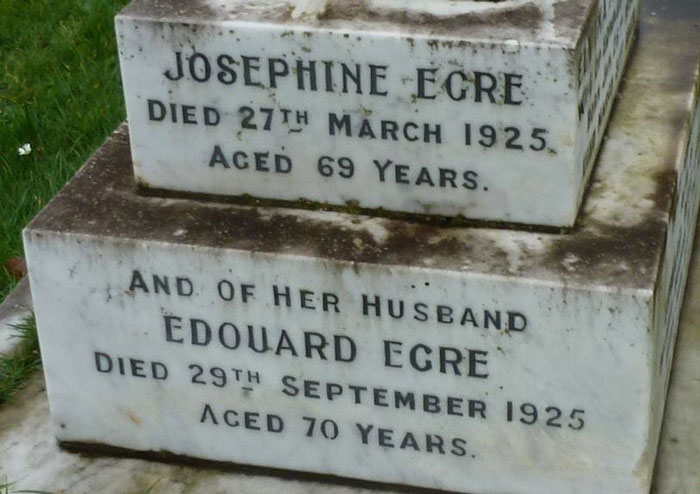 JOSEPHINE EGRE
DIED 27TH MARCH 1925.
AGED 69 YEARS.
AND OF HER HUSBAND
EDOUARD EGRE
DIED 29TH SEPTEMBER 1925
AGED 70 YEARS.